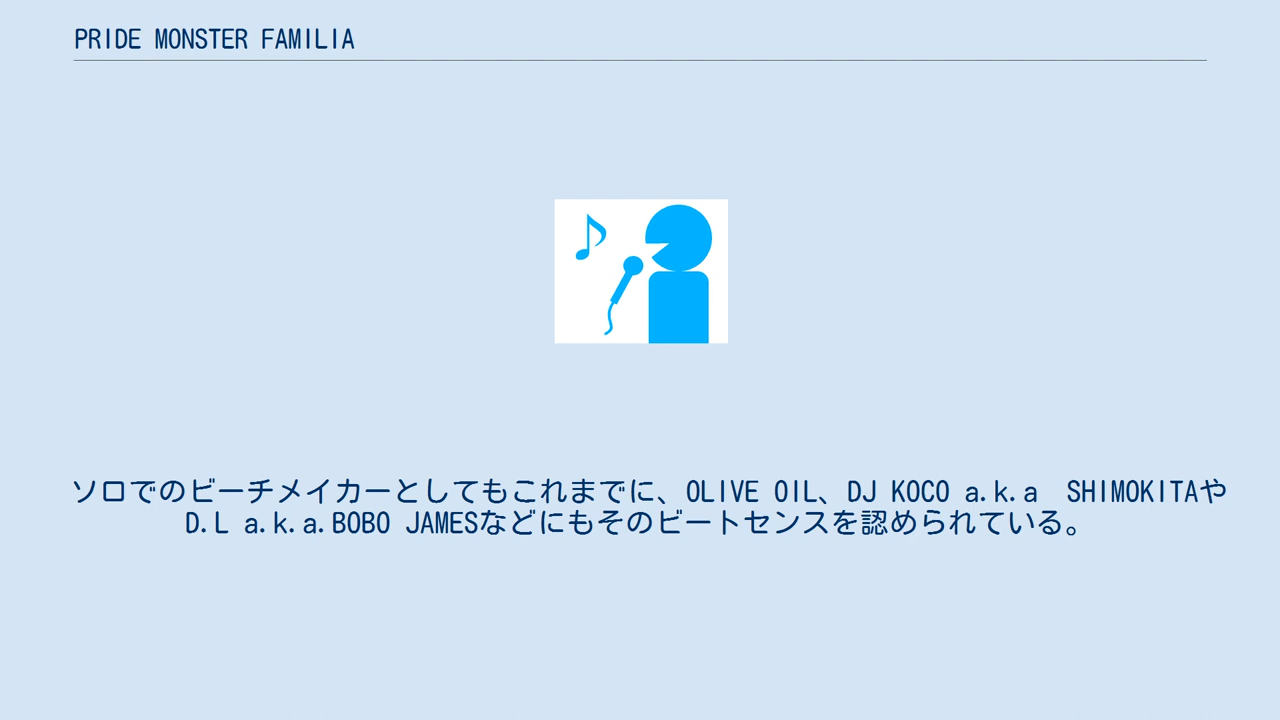 PRIDE MONSTER FAMILIA
ソロでのビーチメイカーとしてもこれまでに、OLIVE OIL、DJ KOCO a.k.a　SHIMOKITAや
D.L a.k.a.BOBO JAMESなどにもそのビートセンスを認められている。